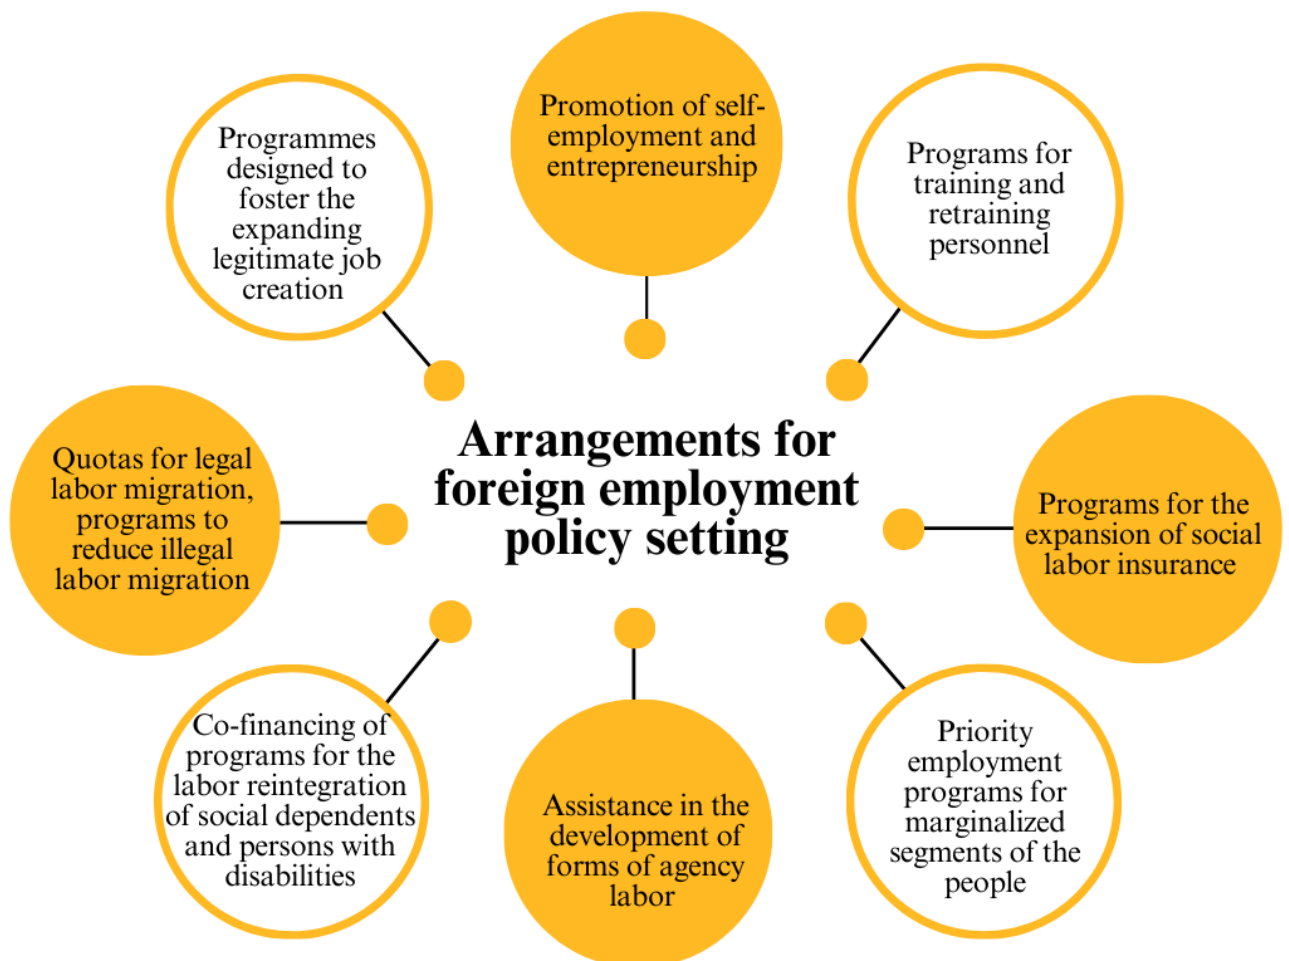 Promotion of self-
employment and
entrepreneurship
Programmes
designed to
foster the
expanding
legitimate job
creation
Programs for
training and
retraining
personnel
Arrangements for
foreign employment
policy setting
Quotas for legal
labor migration,
programs to
reduce illegal
labor migration
Programs for the
expansion of social
labor insurance
Co-financing of
programs for the
labor reintegration
of social dependents
and persons with
disabilities
Assistance in the
development of
forms of agency
labor
Priority
employment
programs for
marginalized
segments of the
people